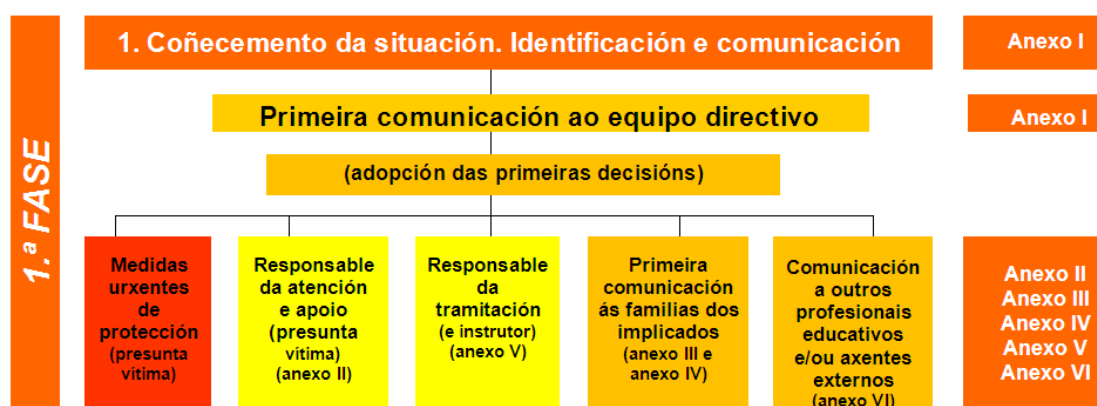 1.ª FASE
1. Coñecemento da situación. Identificación e comunicación
Anexo I
Primeira comunicación ao equipo directivo
Anexo I
(adopción das primeiras decisións)
Medidas
urxentes
de
protección
(presunta
vítima)
Responsable
da atención
e apoio
(presunta
vítima)
(anexo II)
Responsable
da
tramitación
(e instrutor)
(anexo V)
Primeira
comunicación
ás familias dos
implicados
(anexo III e
anexo IV)
Comunicación
a outros
profesionais
educativos
e/ou axentes
externos
(anexo VI)
Anexo II
Anexo III
Anexo IV
Anexo V
Anexo VI